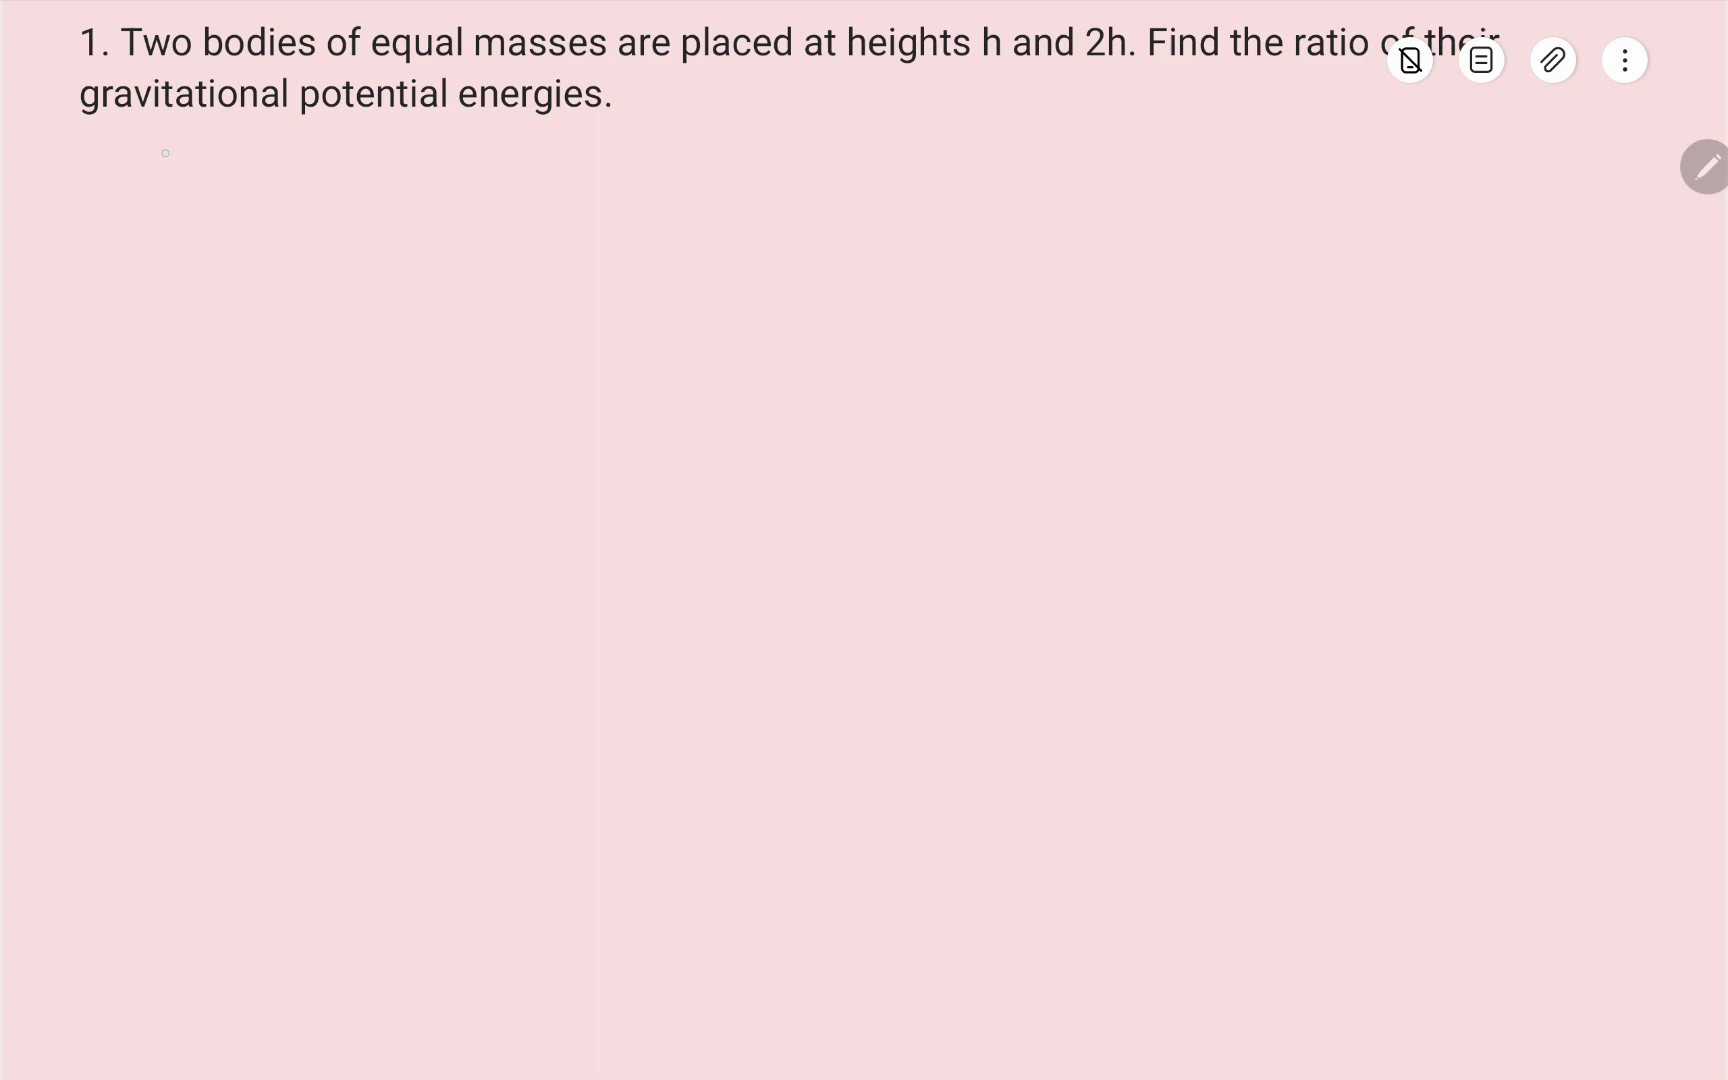 1. Two bodies of equal masses are placed at heights h and 2h. Find the ratio of their
gravitational potential energies.